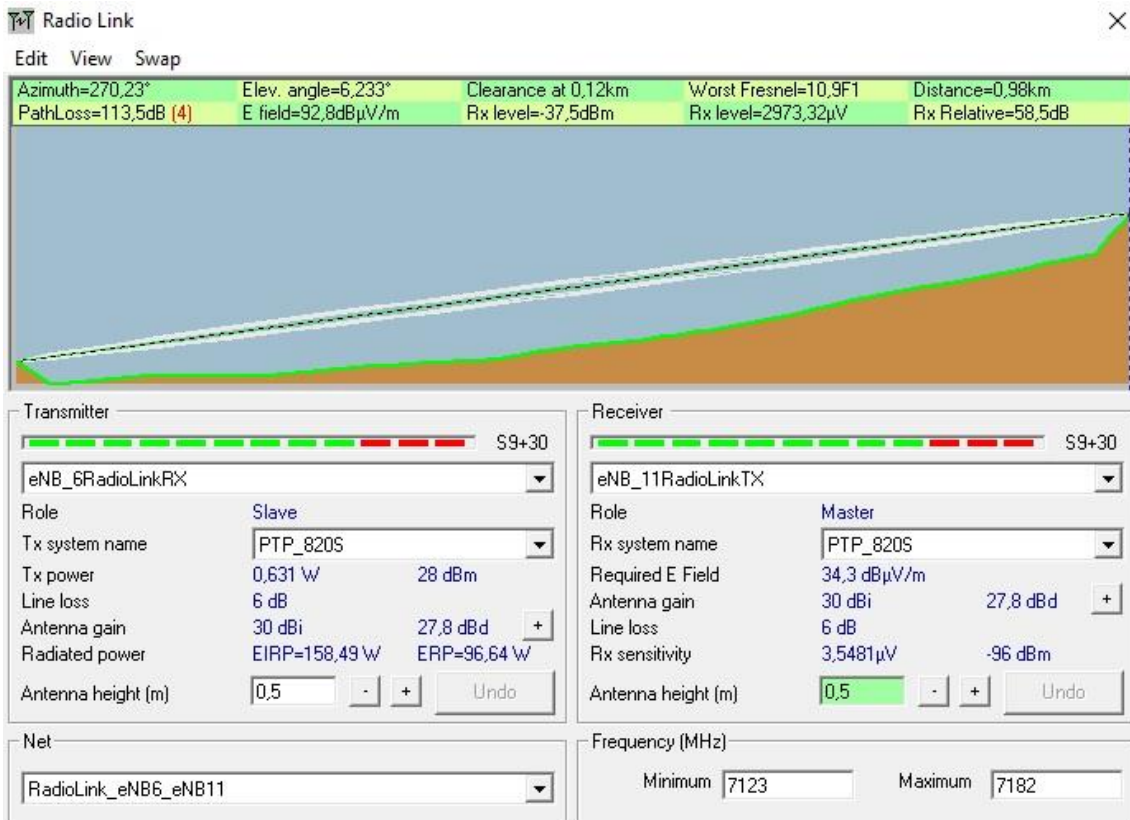 Radio Link
Edit View Swap
Azimuth=270,23° Elev. angle=6,233° Clearance at 0,12km Worst Fresnel=10,9F1 Distance=0,98km
PathLoss=113,5dB (4) E field=92,8dBµV/m Rx level=-37,5dBm Rx level=2973,32µV Rx Relative=58,5dB
Transmitter
S9+30
eNB_6RadioLinkRX
Role Slave
Tx system name PTP_820S
Tx power 0,631 W 28 dBm
Line loss 6 dB
Antenna gain 30 dBi 27,8 dBd +
Radiated power EIRP=158,49 W ERP=96,64 W
Antenna height (m) 0,5 - + Undo
Receiver
S9+30
eNB_11RadioLinkTX
Role Master
Rx system name PTP_820S
Required E Field 34,3 dBµV/m
Antenna gain 30 dBi 27,8 dBd +
Line loss 6 dB
Rx sensitivity 3,5481µV -96 dBm
Antenna height (m) 0,5 - + Undo
Net
RadioLink_eNB6_eNB11
Frequency (MHz)
Minimum 7123 Maximum 7182